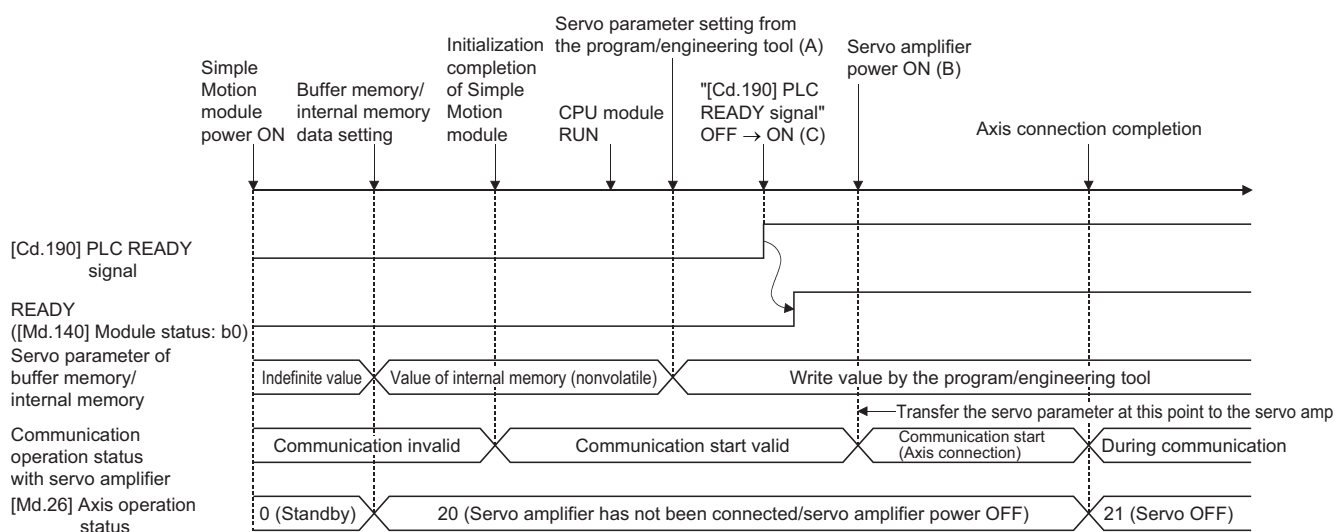 Servo parameter setting from
the program/engineering tool (A)
Simple
Motion
module
power ON
Buffer memory/
internal memory
data setting
Initialization
completion
of Simple
Motion
module
CPU module
RUN
"[Cd.190] PLC
READY signal"
OFF → ON (C)
Servo amplifier
power ON (B)
Axis connection completion
[Cd.190] PLC READY
signal
READY
([Md.140] Module status: b0)
Servo parameter of
buffer memory/
internal memory
Indefinite value
Value of internal memory (nonvolatile)
Write value by the program/engineering tool
Transfer the servo parameter at this point to the servo amp
Communication
operation status
with servo amplifier
Communication invalid
Communication start valid
Communication start
(Axis connection)
During communication
[Md.26] Axis operation
status
0 (Standby)
20 (Servo amplifier has not been connected/servo amplifier power OFF)
21 (Servo OFF)